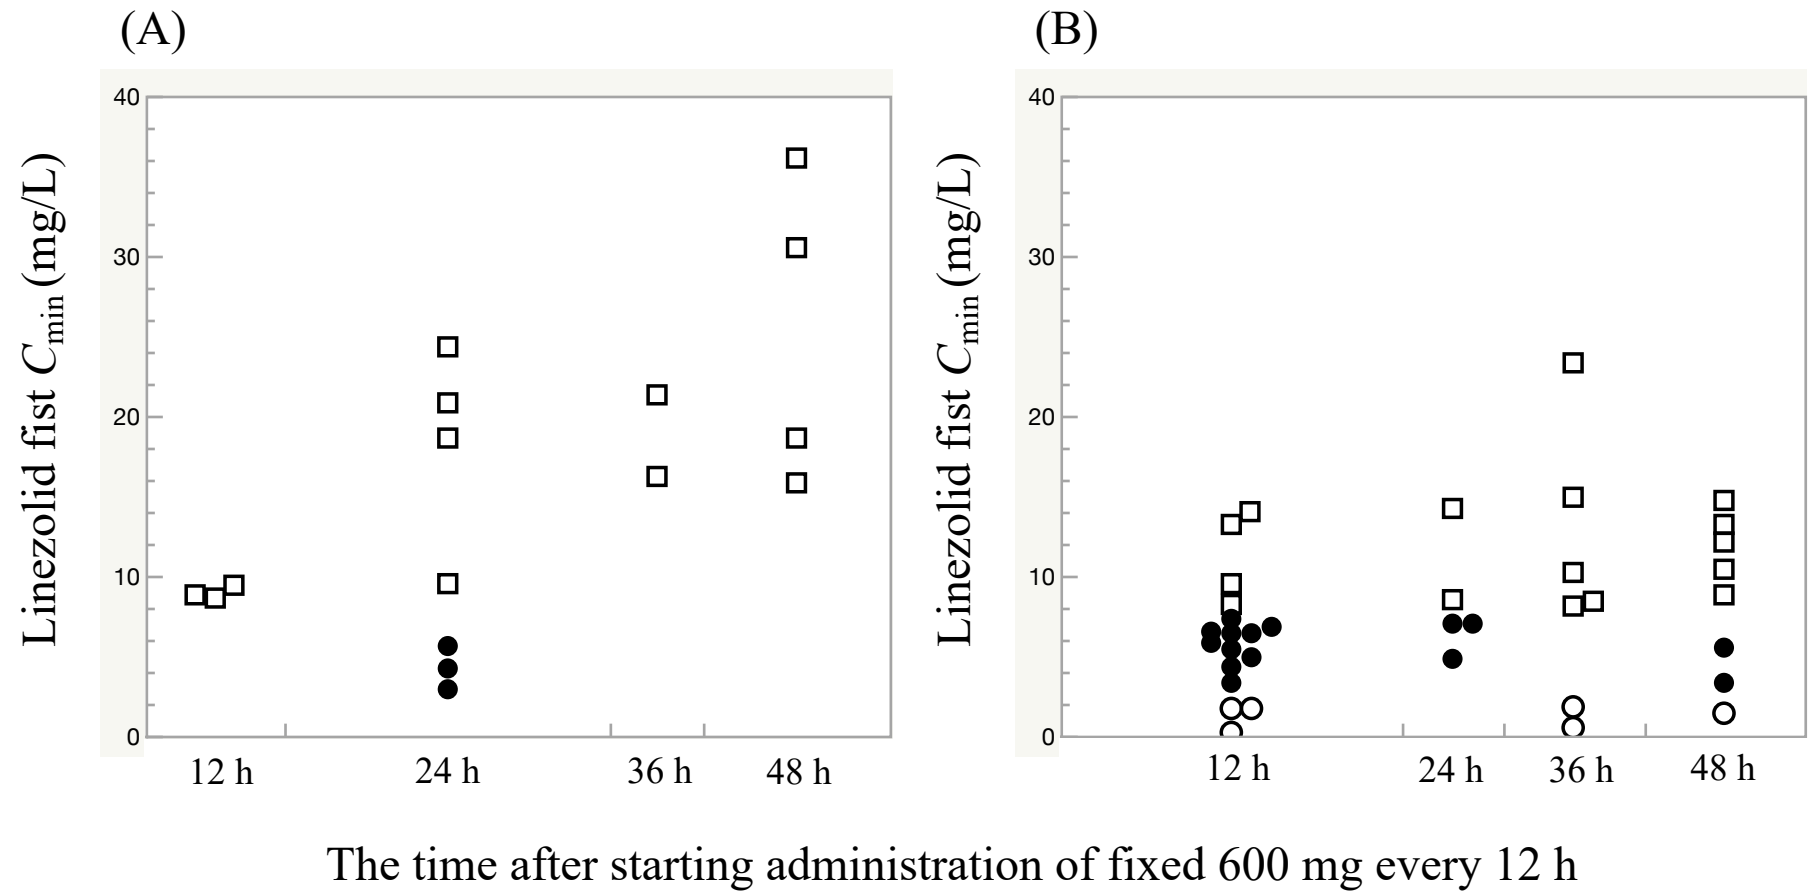 (A)
(B)
Linezolid fist Cmin (mg/L)
40
30
20
10
0
12 h
24 h
36 h
48 h
Linezolid fist Cmin (mg/L)
40
30
20
10
0
12 h
24 h
36 h
48 h
The time after starting administration of fixed 600 mg every 12 h